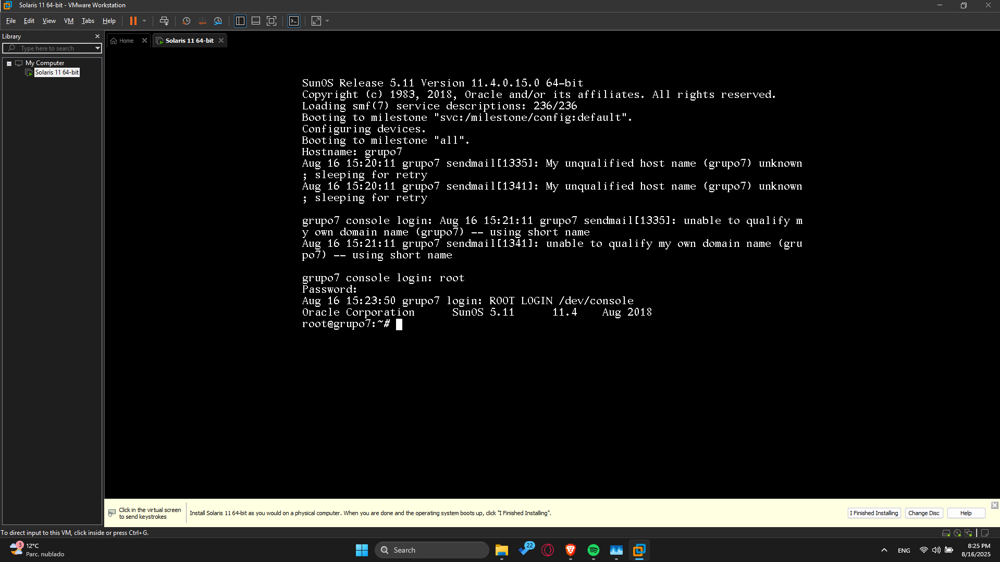 Solaris 11 64-bit - VMware Workstation
File Edit View VM Tabs Help
Library
Type here to search
My Computer
Solaris 11 64-bit
Home
Solaris 11 64-bit
SunOS Release 5.11 Version 11.4.0.15.0 64-bit
Copyright (c) 1983, 2018, Oracle and/or its affiliates. All rights reserved.
Loading smf(7) service descriptions: 236/236
Booting to milestone "svc:/milestone/config:default".
Configuring devices.
Booting to milestone "all".
Hostname: grupo7
Aug 16 15:20:11 grupo7 sendmail[1335]: My unqualified host name (grupo7) unknown
; sleeping for retry
Aug 16 15:20:11 grupo7 sendmail[1341]: My unqualified host name (grupo7) unknown
; sleeping for retry
grupo7 console login: Aug 16 15:21:11 grupo7 sendmail[1335]: unable to qualify m
y own domain name (grupo7) -- using short name
Aug 16 15:21:11 grupo7 sendmail[1341]: unable to qualify my own domain name (gru
po7) -- using short name
grupo7 console login: root
Password:
Aug 16 15:23:50 grupo7 login: ROOT LOGIN /dev/console
Oracle Corporation SunOS 5.11 11.4 Aug 2018
root@grupo7:~#
Click in the virtual screen
to send keystrokes
Install Solaris 11 64-bit as you would on a physical computer. When you are done and the operating system boots up, click "I Finished Installing".
I Finished Installing
Change Disc
Help
To direct input to this VM, click inside or press Ctrl+G.
3
12°C
Parc. nublado
Search
22
ENG
8:25 PM
8/16/2025